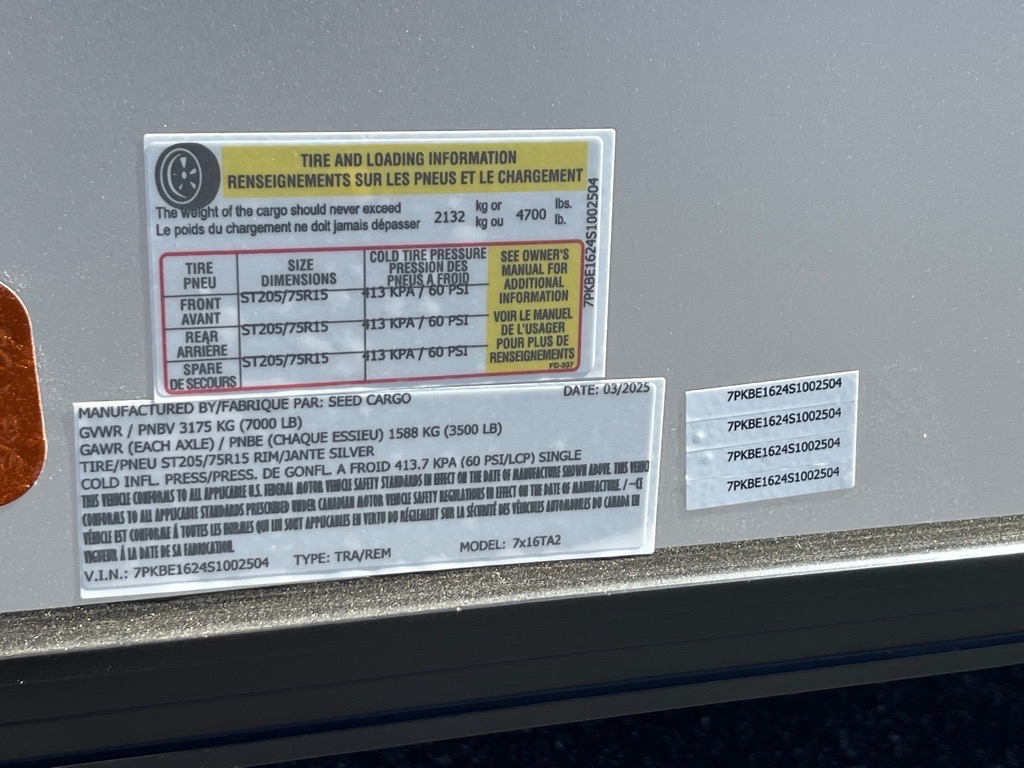 TIRE AND LOADING INFORMATION
RENSEIGNEMENTS SUR LES PNEUS ET LE CHARGEMENT
The weight of the cargo should never exceed 2132 kg or 4700 lbs.
Le poids du chargement ne doit jamais dépasser kg ou lb.
7PKBE1624S1002504
TIRE SIZE COLD TIRE PRESSURE
PNEU DIMENSIONS PRESSION DES
PNEUS A FROID
FRONT ST205/75R15 413 KPA / 60 PSI
AVANT
REAR ST205/75R15 413 KPA / 60 PSI
ARRIÈRE
SPARE ST205/75R15 413 KPA / 60 PSI
DE SECOURS
SEE OWNER'S
MANUAL FOR
ADDITIONAL
INFORMATION
VOIR LE MANUEL
DE L'USAGER
POUR PLUS DE
RENSEIGNEMENTS
FD-337
MANUFACTURED BY/FABRIQUE PAR: SEED CARGO DATE: 03/2025
GVWR / PNBV 3175 KG (7000 LB)
GAWR (EACH AXLE) / PNBE (CHAQUE ESSIEU) 1588 KG (3500 LB)
TIRE/PNEU ST205/75R15 RIM/JANTE SILVER
COLD INFL. PRESS/PRESS. DE GONFL. A FROID 413.7 KPA (60 PSI/LCP) SINGLE
THIS VEHICLE CONFORMS TO ALL APPLICABLE U.S. FEDERAL MOTOR VEHICLE SAFETY STANDARDS IN EFFECT ON THE DATE OF MANUFACTURE SHOWN ABOVE. THIS VEHIC
CONFORMS TO ALL APPLICABLE STANDARDS PRESCRIBED UNDER CANADIAN MOTOR VEHICLE SAFETY REGULATIONS IN EFFECT ON THE DATE OF MANUFACTURE. / -CE
VÉHICLE EST CONFORME À TOUTES LES NORMES QUI LUI SONT APPLICABLES EN VERTU DU RÈGLEMENT SUR LA SÉCURITÉ DES VÉHICULES AUTOMOBILES DU CANADA EN
VIGUEUR À LA DATE DE SA FABRICATION.
V.I.N.: 7PKBE1624S1002504 TYPE: TRA/REM MODEL: 7x16TA2
7PKBE1624S1002504
7PKBE1624S1002504
7PKBE1624S1002504
7PKBE1624S1002504